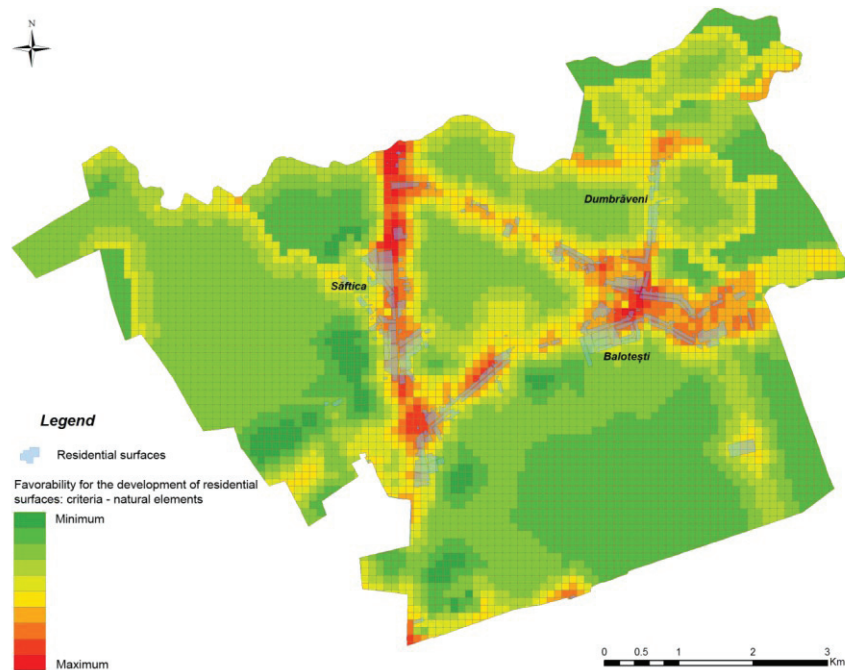 N
Dumbrăveni
Săftica
Balotești
Legend
Residential surfaces
Favorability for the development of residential
surfaces: criteria - natural elements
Minimum
Maximum
0 0.5 1 2 3
Km